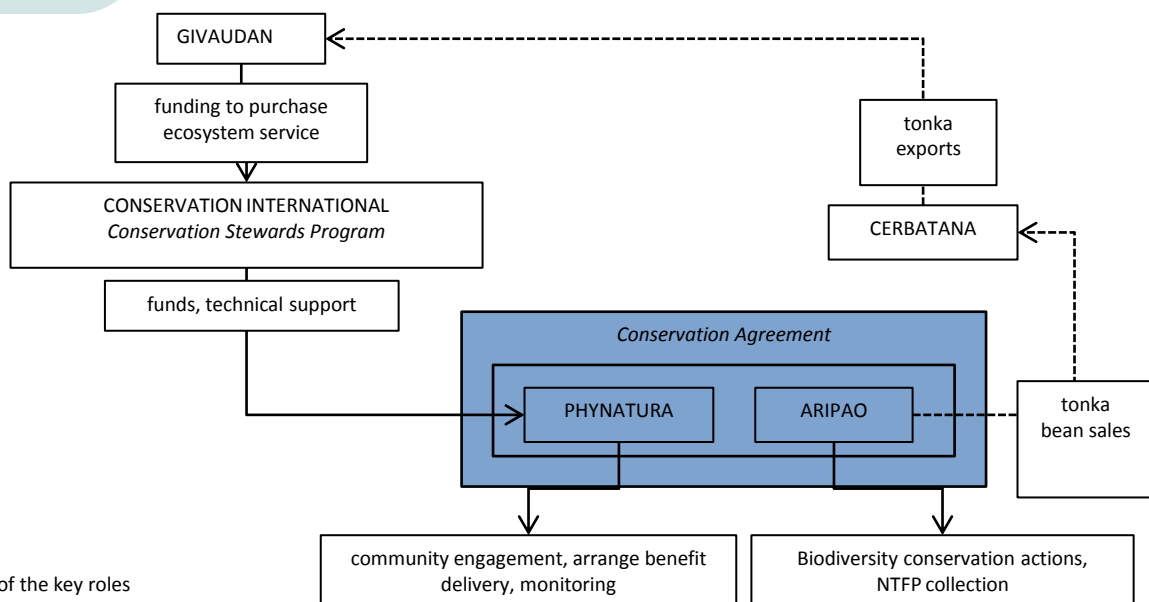 GIVAUDAN
funding to purchase
ecosystem service
tonka
exports
CONSERVATION INTERNATIONAL
Conservation Stewards Program
CERBATANA
funds, technical support
Conservation Agreement
PHYNATURA
ARIPAO
tonka
bean sales
community engagement, arrange benefit
delivery, monitoring
Biodiversity conservation actions,
NTFP collection
of the key roles